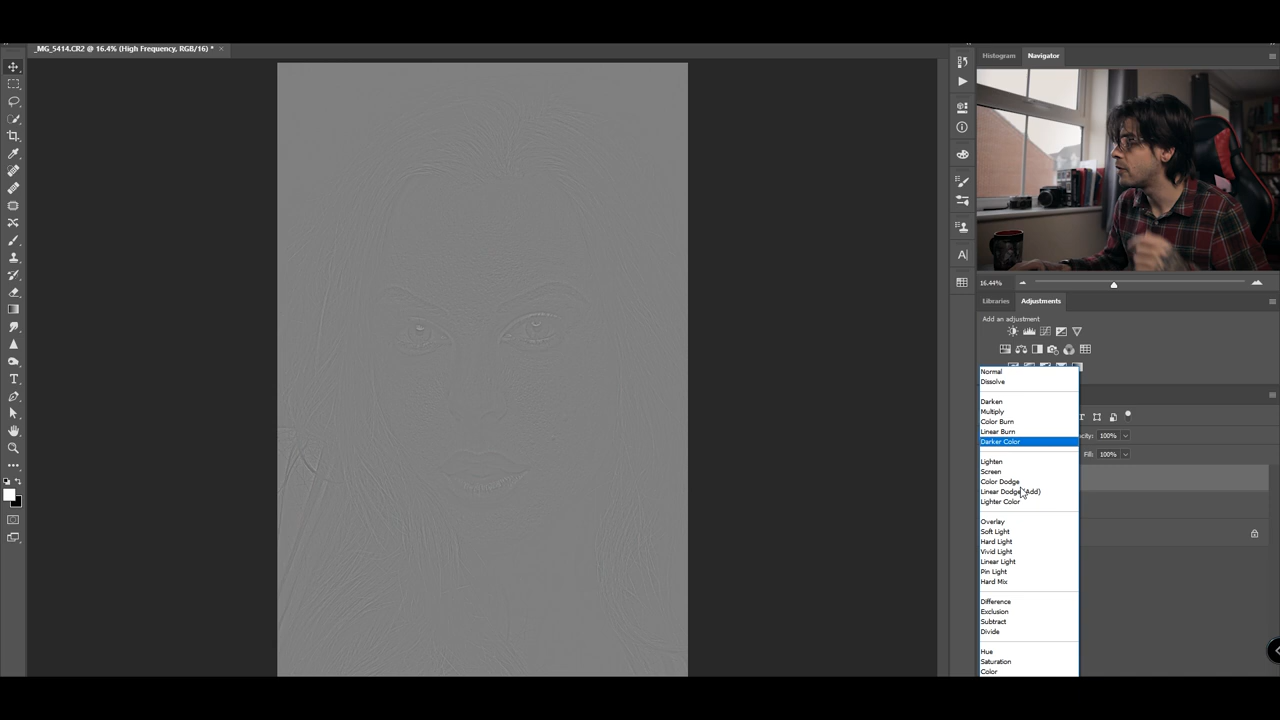 _MG_5414.CR2 @ 16.4% (High Frequency, RGB/16) *
Histogram
Navigator
16.44%
Libraries
Adjustments
Add an adjustment
Normal
Dissolve
Darken
Multiply
Color Burn
Linear Burn
Darker Color
Lighten
Screen
Color Dodge
Linear Dodge (Add)
Lighter Color
Overlay
Soft Light
Hard Light
Vivid Light
Linear Light
Pin Light
Hard Mix
Difference
Exclusion
Subtract
Divide
Hue
Saturation
Color
acity: 100%
Fill: 100%